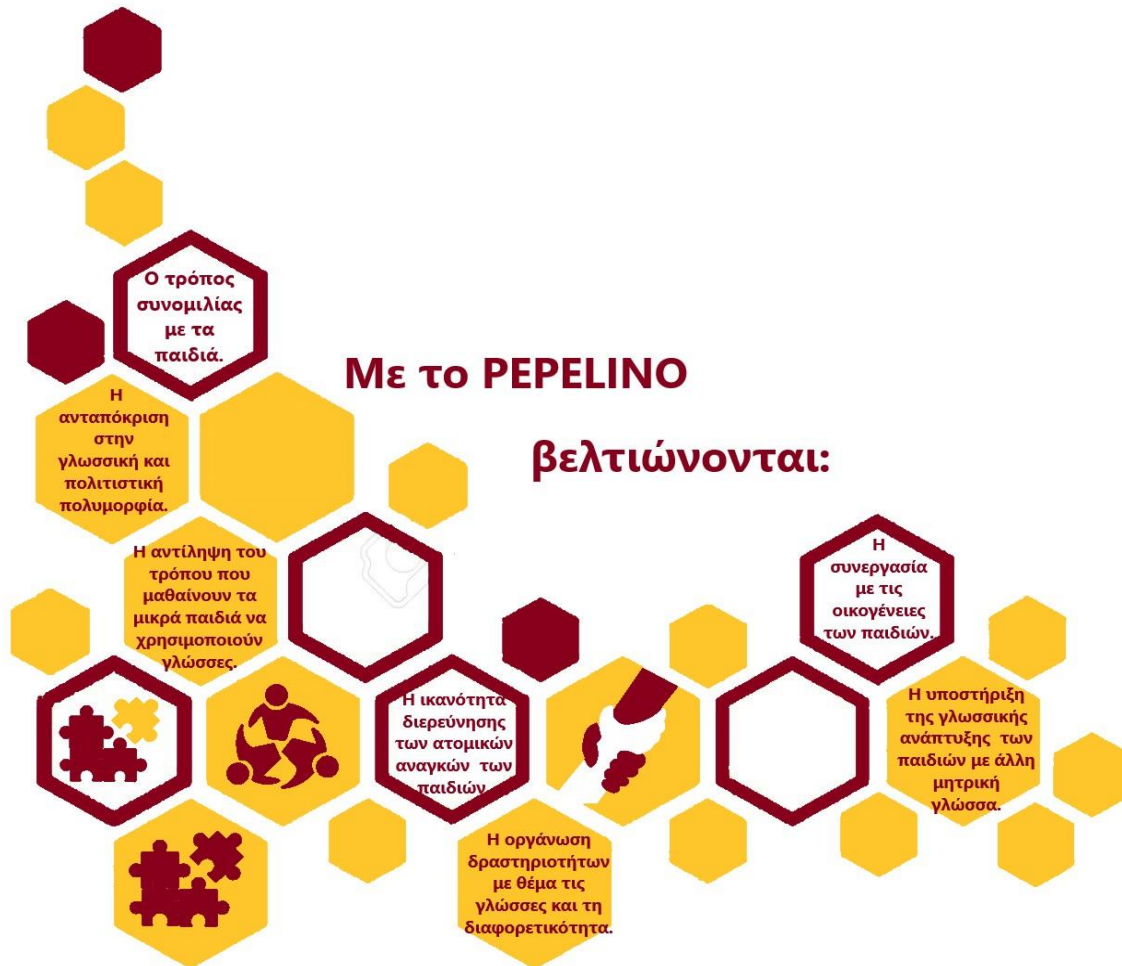 Ο τρόπος
συνομιλίας
με τα
παιδιά.
Με το PEPELINO
βελτιώνονται:
Η
ανταπόκριση
στην
γλωσσική και
πολιτιστική
πολυμορφία.
Η αντίληψη του
τρόπου που
μαθαίνουν τα
μικρά παιδιά να
χρησιμοποιούν
γλώσσες.
Η
συνεργασία
με τις
οικογένειες
των παιδιών.
Η ικανότητα
διερεύνησης
των ατομικών
αναγκών των
παιδιών
Η υποστήριξη
της γλωσσικής
ανάπτυξης των
παιδιών με άλλη
μητρική
γλώσσα.
Η οργάνωση
δραστηριοτήτων
με θέμα τις
γλώσσες και τη
διαφορετικότητα.